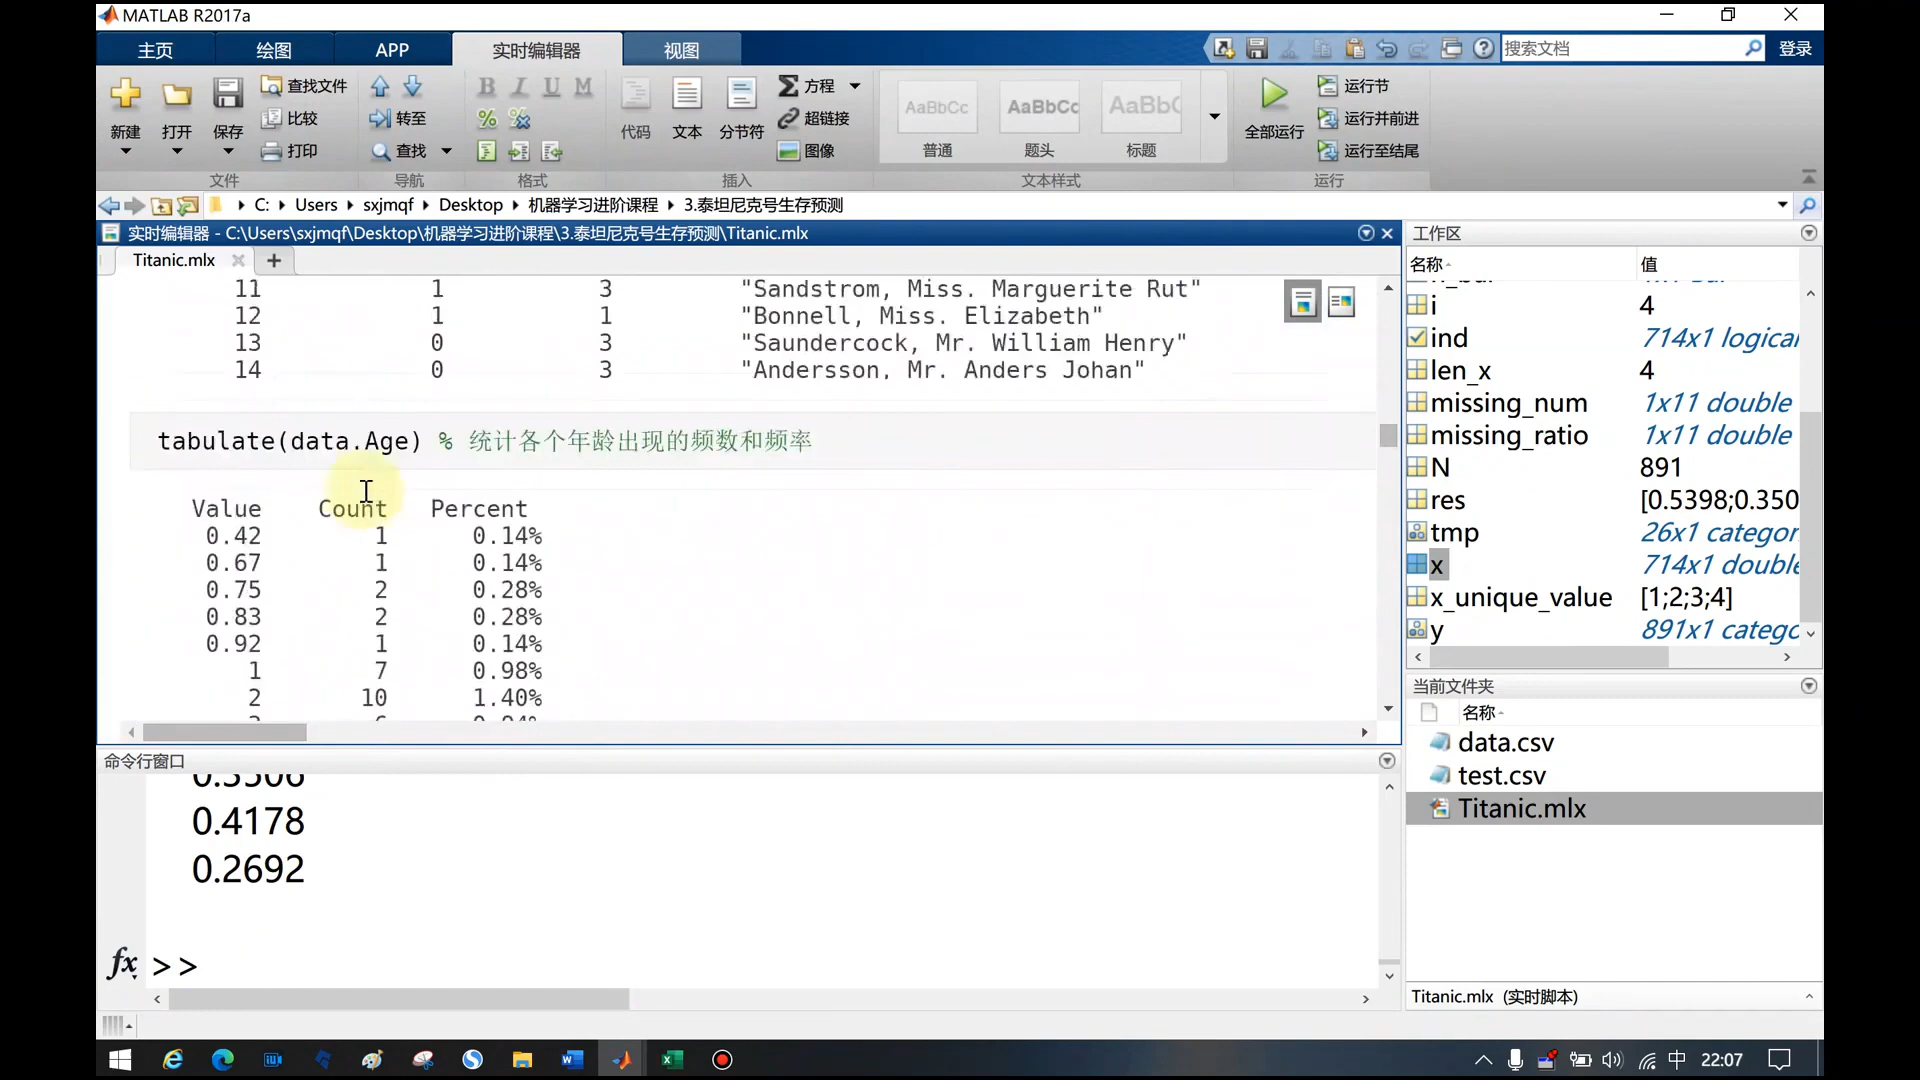 MATLAB R2017a
主页 绘图 APP 实时编辑器 视图
搜索文档 登录
新建 打开 保存 查找文件 比较 打印 转至 查找 B I U M 代码 文本 分节符 Σ 方程 超链接 图像 AaBbCc AaBbCc AaBbC 普通 题头 标题 全部运行 运行节 运行并前进 运行至结尾
文件 导航 格式 插入 文本样式 运行
C: Users sxjmqf Desktop 机器学习进阶课程 3.泰坦尼克号生存预测
实时编辑器 - C:\Users\sxjmqf\Desktop\机器学习进阶课程\3.泰坦尼克号生存预测\Titanic.mlx
Titanic.mlx
11 1 3 "Sandstrom, Miss. Marguerite Rut"
12 1 1 "Bonnell, Miss. Elizabeth"
13 0 3 "Saundercock, Mr. William Henry"
14 0 3 "Andersson, Mr. Anders Johan"
tabulate(data.Age) % 统计各个年龄出现的频数和频率
Value Count Percent
0.42 1 0.14%
0.67 1 0.14%
0.75 2 0.28%
0.83 2 0.28%
0.92 1 0.14%
1 7 0.98%
2 10 1.40%
命令行窗口
0.4178
0.2692
fx >>
工作区
名称 值
i 4
ind 714x1 logical
len_x 4
missing_num 1x11 double
missing_ratio 1x11 double
N 891
res [0.5398;0.350
tmp 26x1 categor
x 714x1 double
x_unique_value [1;2;3;4]
y 891x1 catego
当前文件夹
名称
data.csv
test.csv
Titanic.mlx
Titanic.mlx (实时脚本)
中 22:07